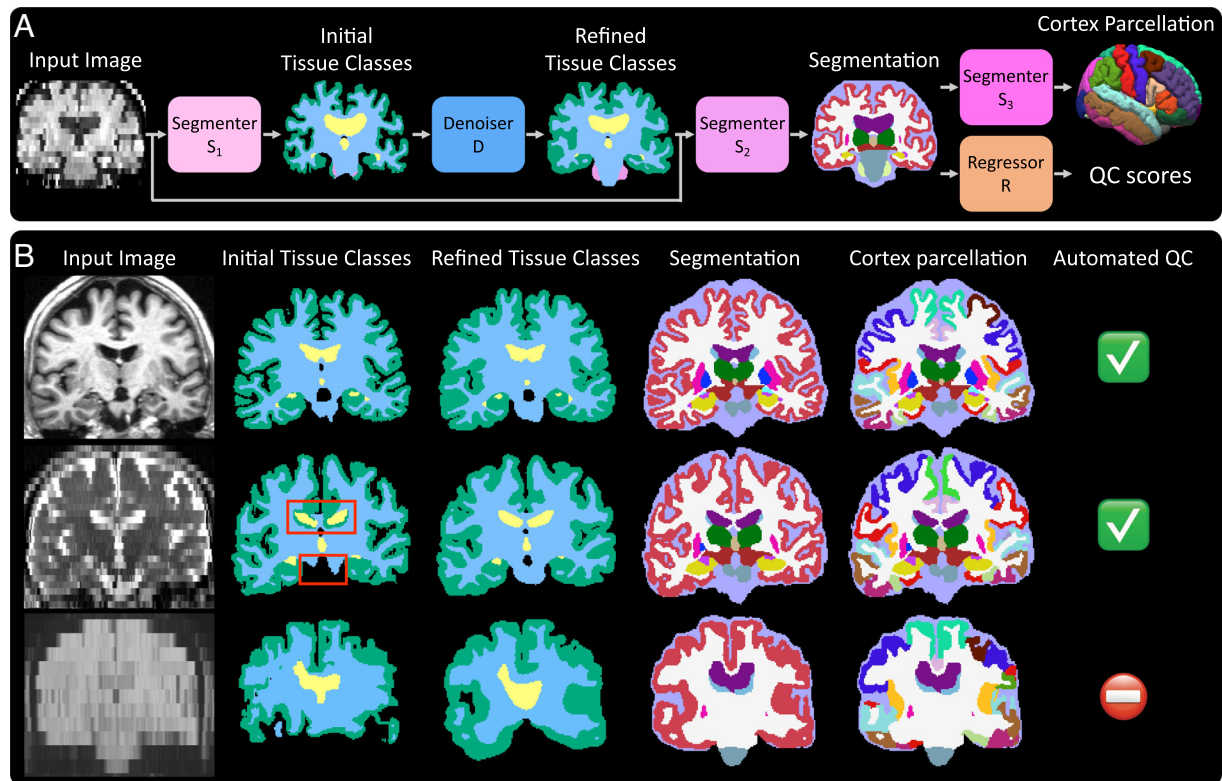 A
Input Image
Initial
Tissue Classes
Refined
Tissue Classes
Segmentation
Cortex Parcellation
Segmenter
S1
Denoiser
D
Segmenter
S2
Segmenter
S3
Regressor
R
QC scores
B
Input Image
Initial Tissue Classes
Refined Tissue Classes
Segmentation
Cortex parcellation
Automated QC